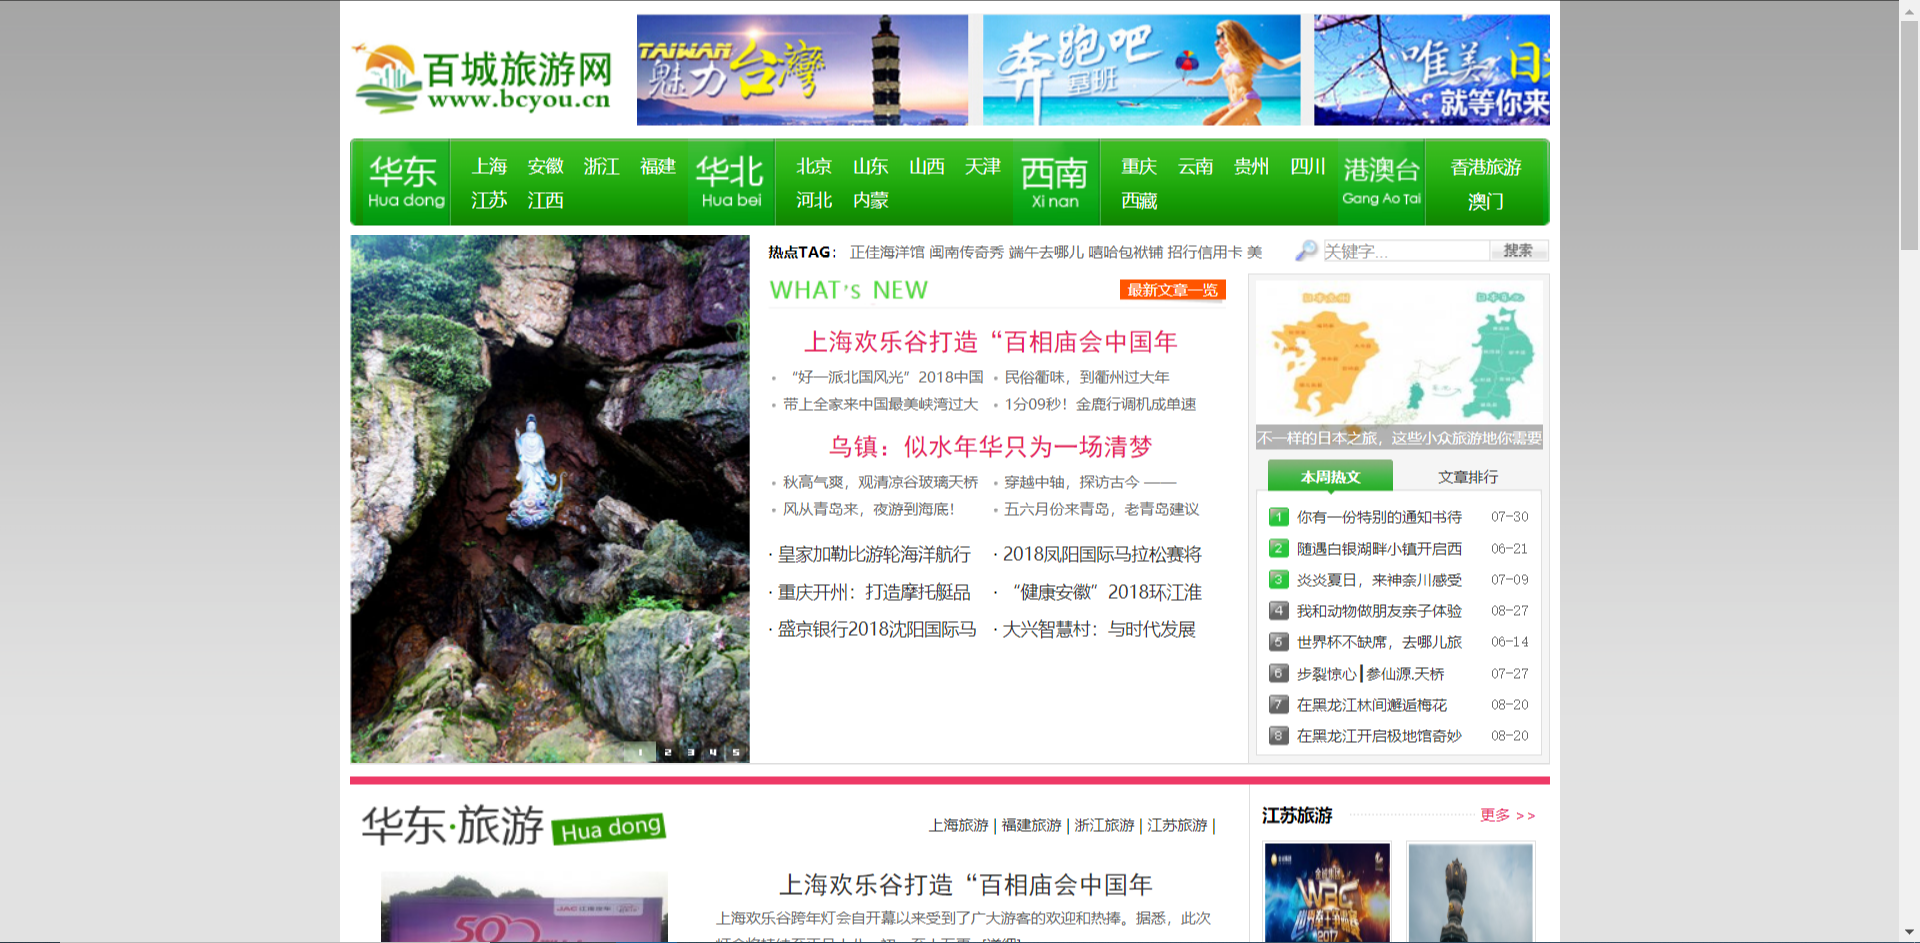 百城旅游网
www.bcyou.cn
TAIWAN
魅力台灣
奔跑吧
塞班
唯美日
就等你来
华东
Hua dong
上海 安徽 浙江 福建
江苏 江西
华北
Hua bei
北京 山东 山西 天津
河北 内蒙
西南
Xi nan
重庆 云南 贵州 四川
西藏
港澳台
Gang Ao Tai
香港旅游
澳门
热点TAG： 正佳海洋馆 闽南传奇秀 端午去哪儿 嘻哈包袱铺 招行信用卡 美
关键字... 搜索
WHAT's NEW 最新文章一览
上海欢乐谷打造“百相庙会中国年
“好一派北国风光”2018中国 民俗衢味，到衢州过大年
带上全家来中国最美峡湾过大 1分09秒！金鹿行调机成单速
乌镇：似水年华只为一场清梦
秋高气爽，观清凉谷玻璃天桥 穿越中轴，探访古今 ——
风从青岛来，夜游到海底！ 五六月份来青岛，老青岛建议
· 皇家加勒比游轮海洋航行 · 2018凤阳国际马拉松赛将
· 重庆开州：打造摩托艇品 · “健康安徽”2018环江淮
· 盛京银行2018沈阳国际马 · 大兴智慧村：与时代发展
1 2 3 4 5
日本九州
日本东北
不一样的日本之旅，这些小众旅游地你需要
本周热文 文章排行
1 你有一份特别的通知书待 07-30
2 随遇白银湖畔小镇开启西 06-21
3 炎炎夏日，来神奈川感受 07-09
4 我和动物做朋友亲子体验 08-27
5 世界杯不缺席，去哪儿旅 06-14
6 步裂惊心┃参仙源.天桥 07-27
7 在黑龙江林间邂逅梅花 08-20
8 在黑龙江开启极地馆奇妙 08-20
华东·旅游 Hua dong
上海旅游 | 福建旅游 | 浙江旅游 | 江苏旅游 |
上海欢乐谷打造“百相庙会中国年
上海欢乐谷跨年灯会自开幕以来受到了广大游客的欢迎和热捧。据悉，此次
江苏旅游 更多 >>
JAC 江淮汽车
500
WBC
2017